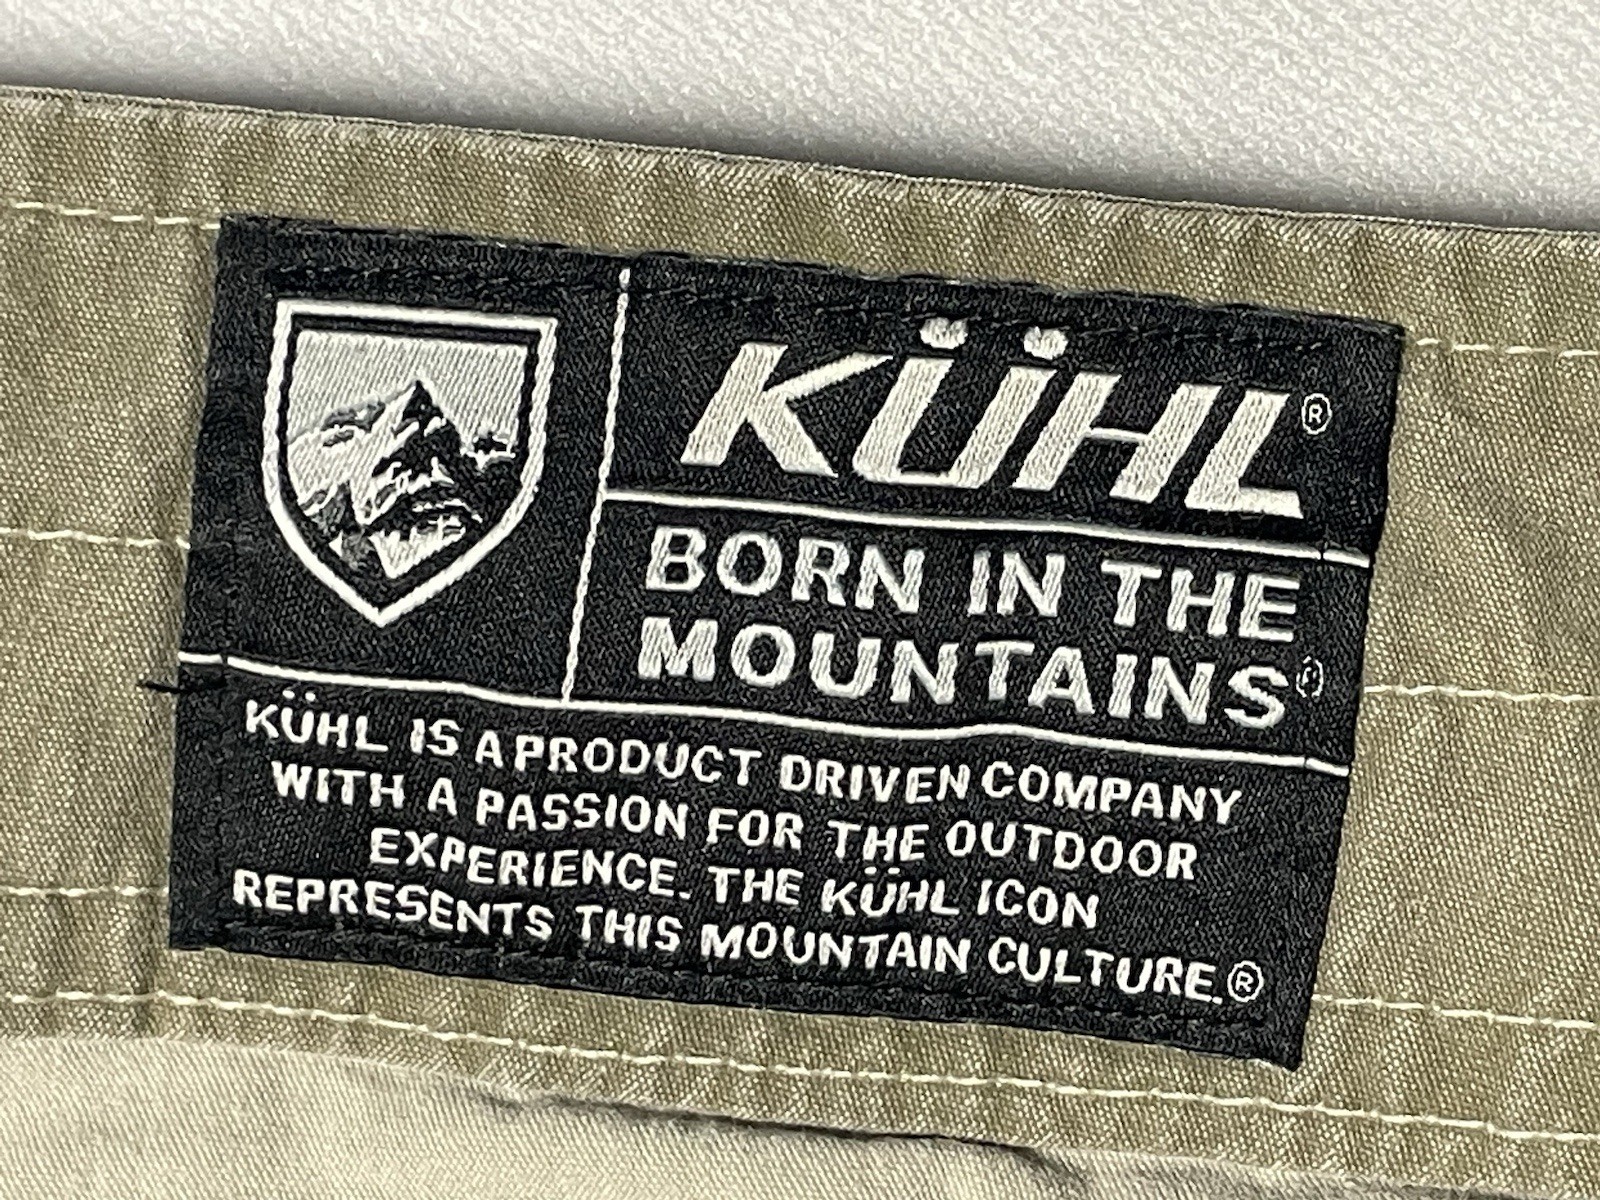 KÜHL®
BORN IN THE
MOUNTAINS®
KÜHL IS A PRODUCT DRIVEN COMPANY
WITH A PASSION FOR THE OUTDOOR
EXPERIENCE. THE KÜHL ICON
REPRESENTS THIS MOUNTAIN CULTURE.®